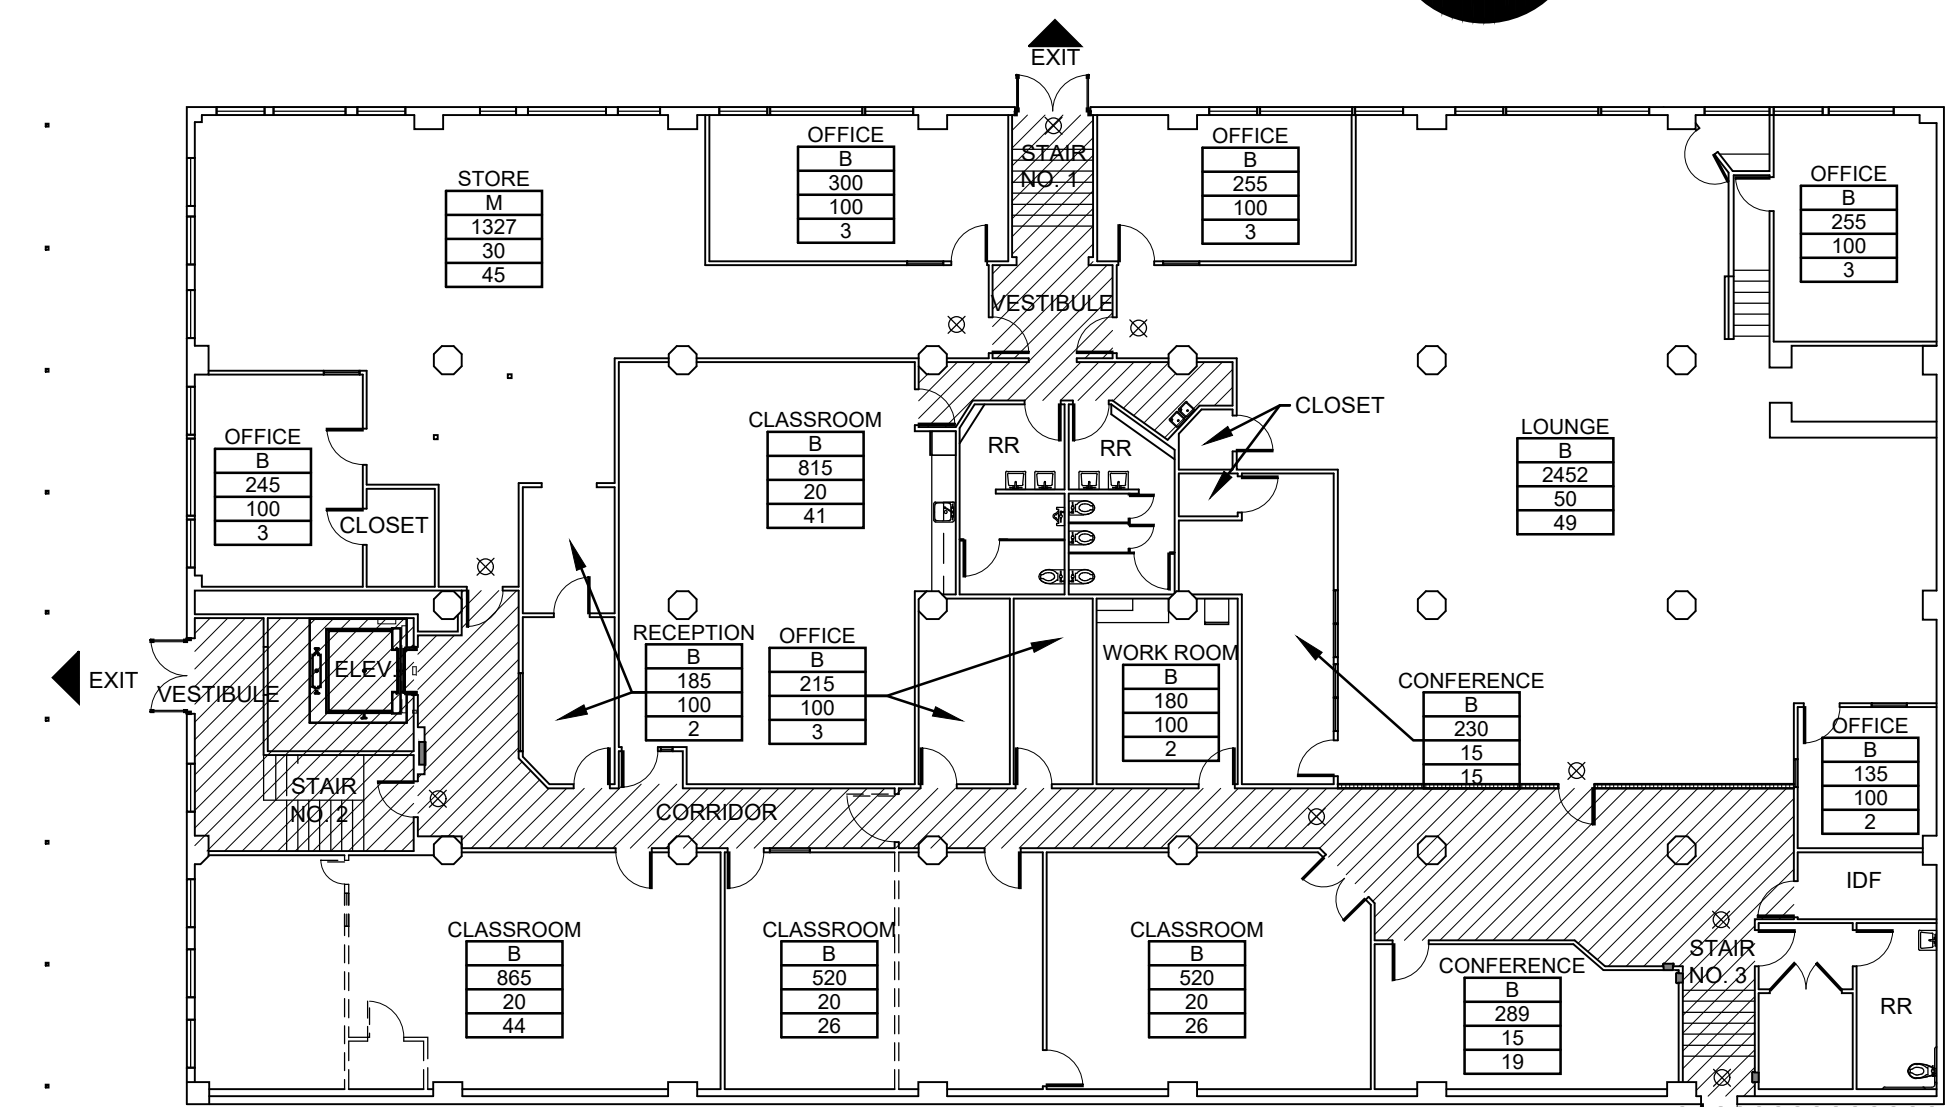 EXIT
OFFICE
B
300
100
3
STAIR
NO. 1
OFFICE
B
255
100
3
STORE
M
1327
30
45
OFFICE
B
255
100
3
VESTIBULE
CLOSET
CLASSROOM
B
815
20
41
RR
RR
LOUNGE
B
2452
50
49
OFFICE
B
245
100
3
CLOSET
RECEPTION
B
185
100
2
OFFICE
B
215
100
3
WORK ROOM
B
180
100
2
CONFERENCE
B
230
15
15
EXIT
VESTIBULE
ELEV.
OFFICE
B
135
100
2
STAIR
NO. 2
CORRIDOR
IDF
CLASSROOM
B
865
20
44
CLASSROOM
B
520
20
26
CLASSROOM
B
520
20
26
CONFERENCE
B
289
15
19
STAIR
NO. 3
RR